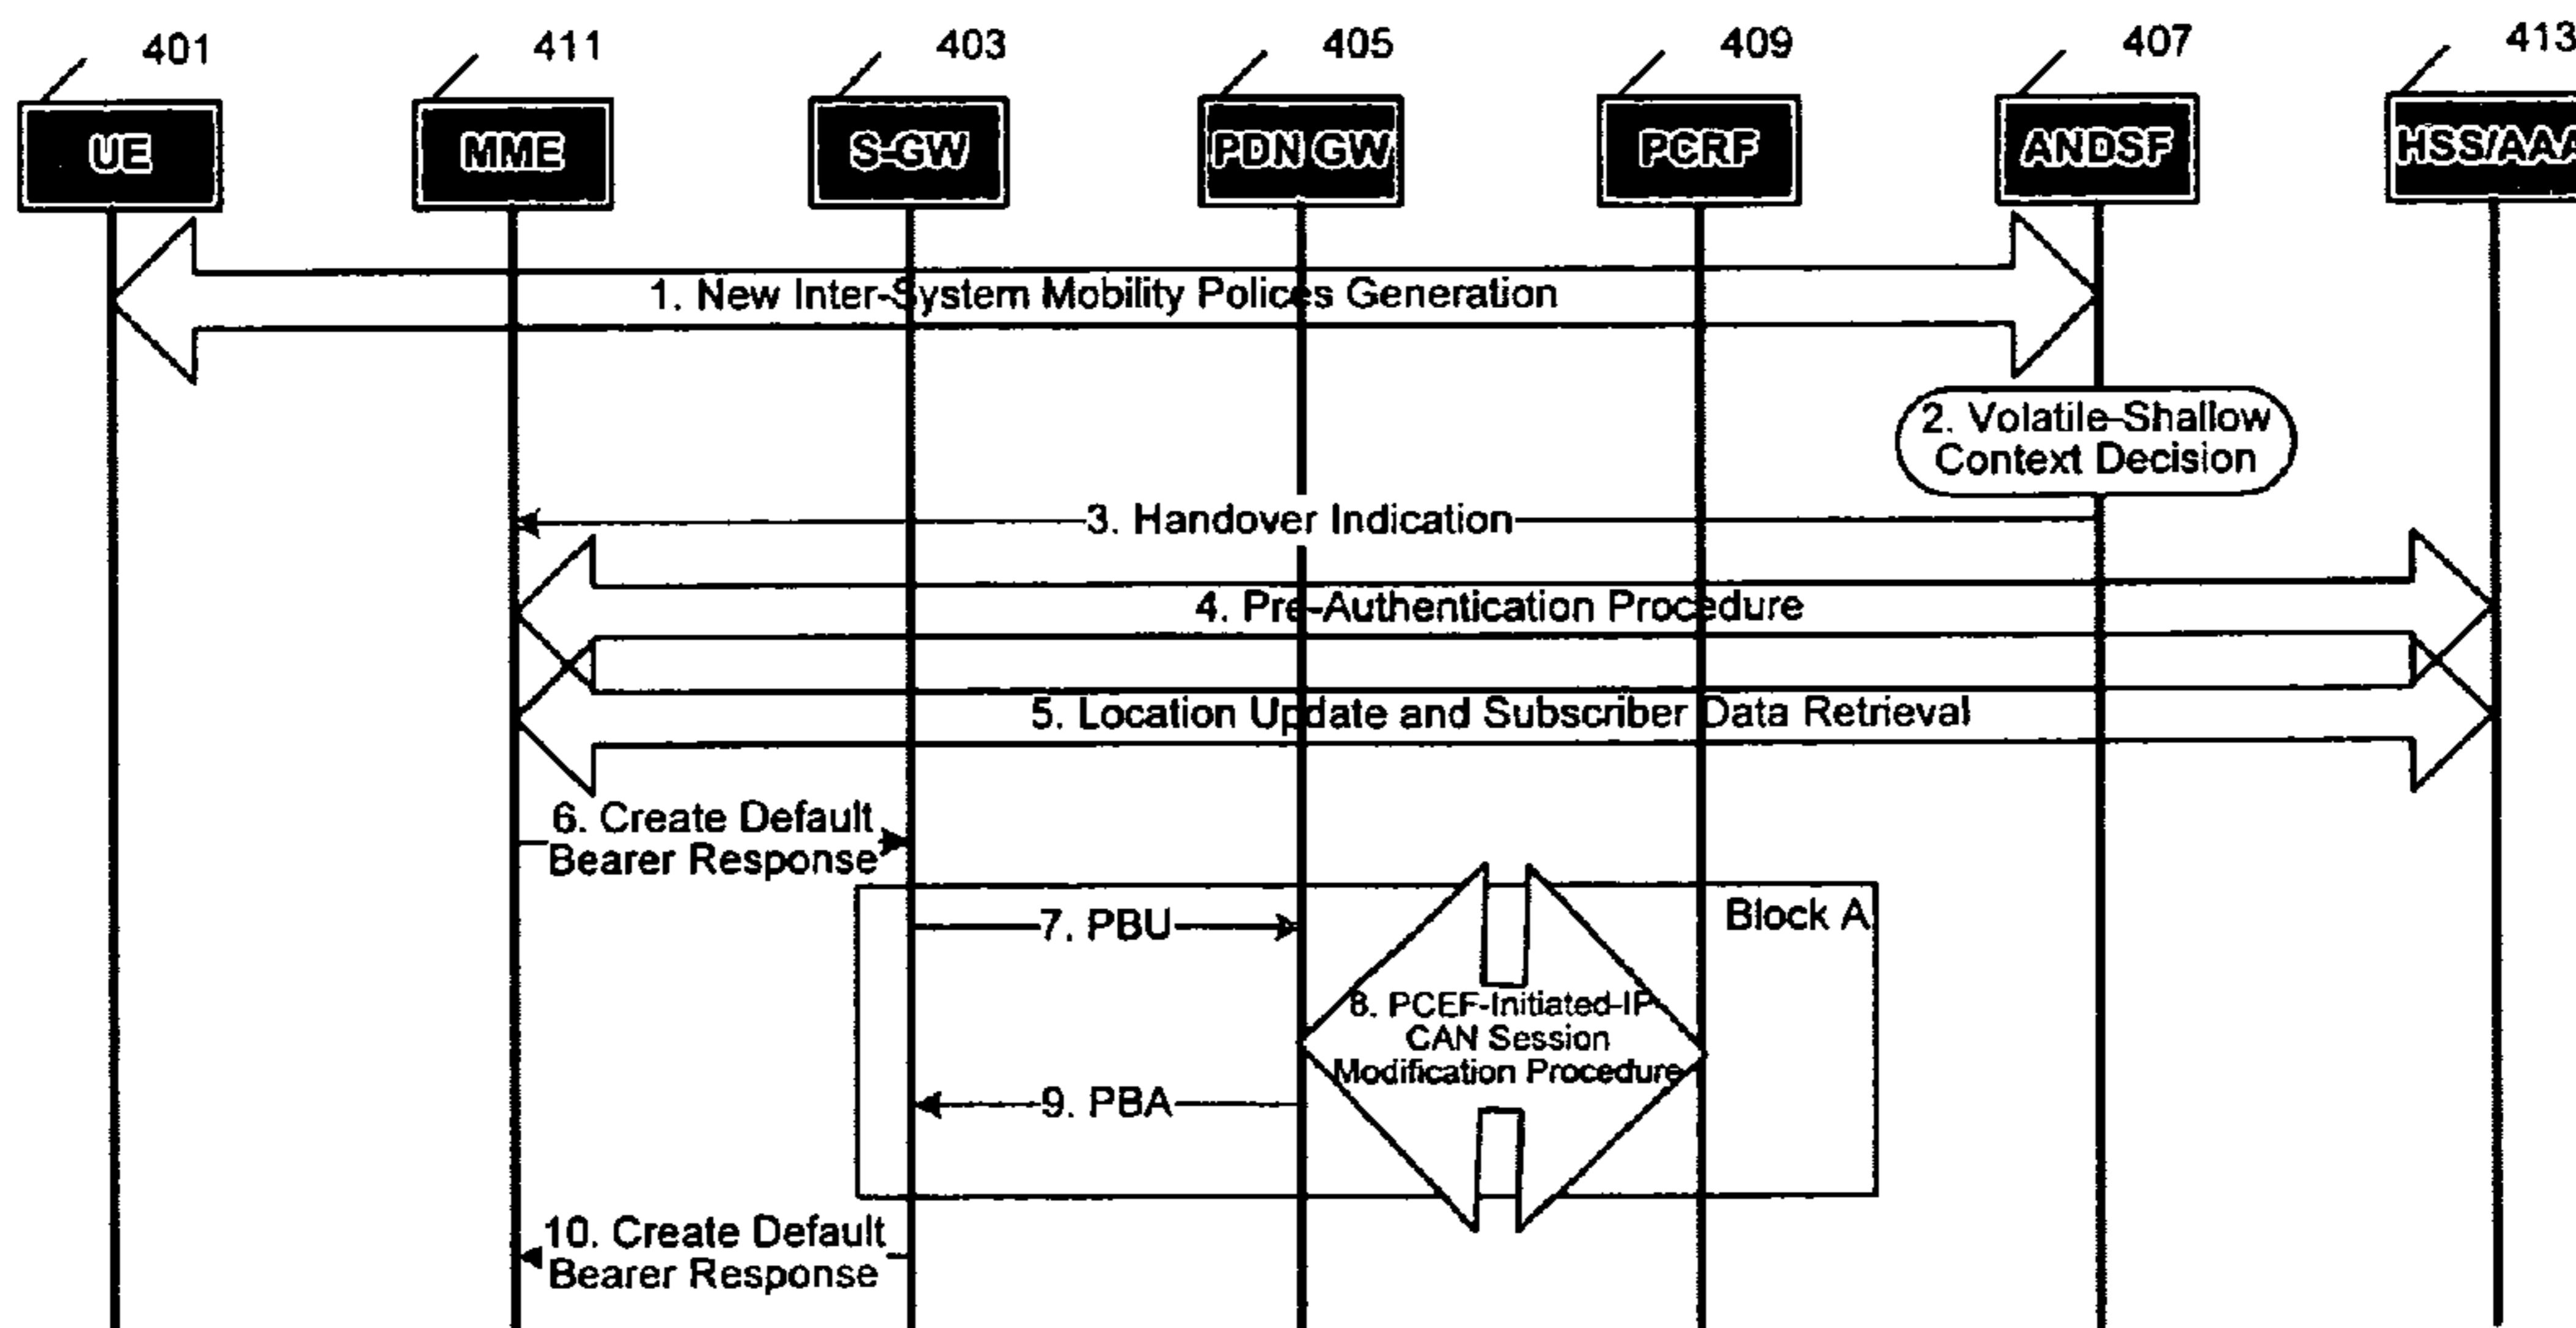 401 411 403 405 409 407 413
UE MME S-GW PDN GW PCRF ANDSF HSS/AAA
1. New Inter-System Mobility Polices Generation
2. Volatile-Shallow
Context Decision
3. Handover Indication
4. Pre-Authentication Procedure
5. Location Update and Subscriber Data Retrieval
6. Create Default
Bearer Response
Block A
7. PBU
8. PCEF-Initiated-IP
CAN Session
Modification Procedure
9. PBA
10. Create Default
Bearer Response